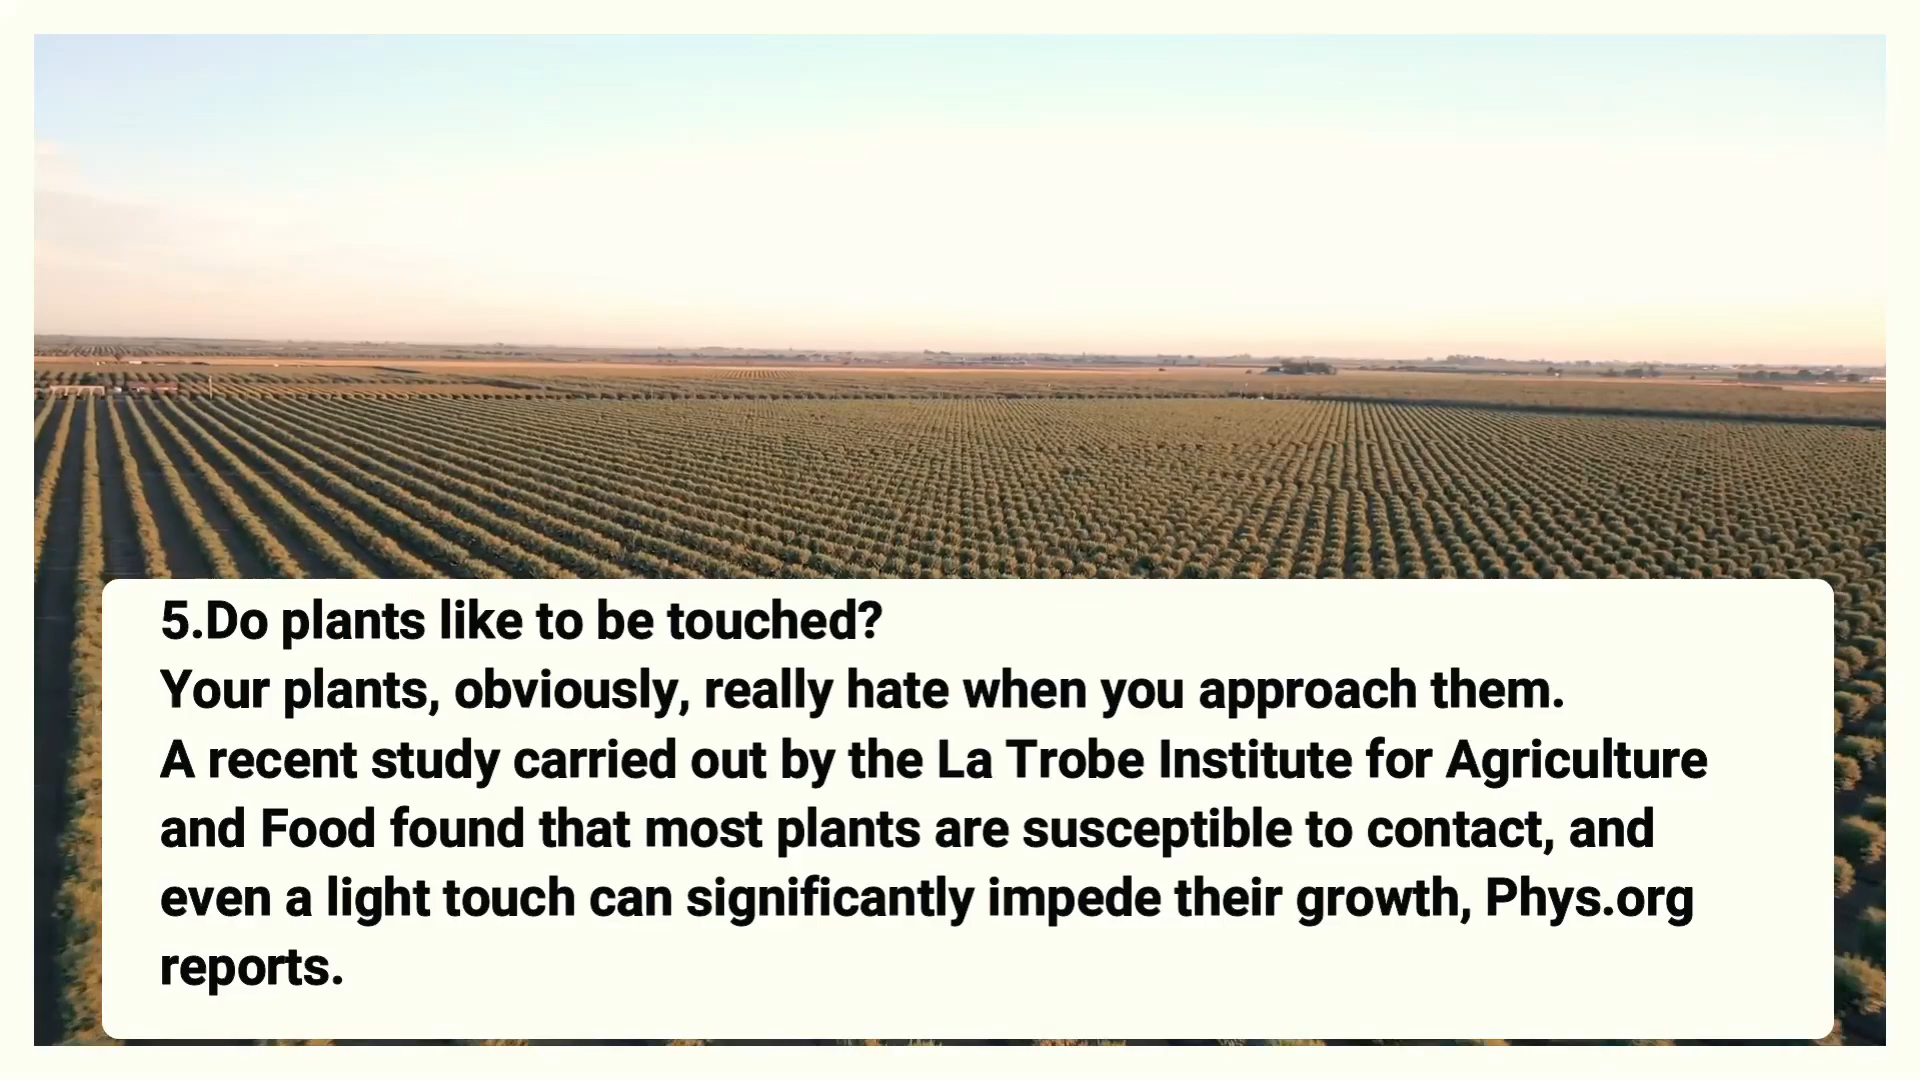 5.Do plants like to be touched?
Your plants, obviously, really hate when you approach them.
A recent study carried out by the La Trobe Institute for Agriculture
and Food found that most plants are susceptible to contact, and
even a light touch can significantly impede their growth, Phys.org
reports.